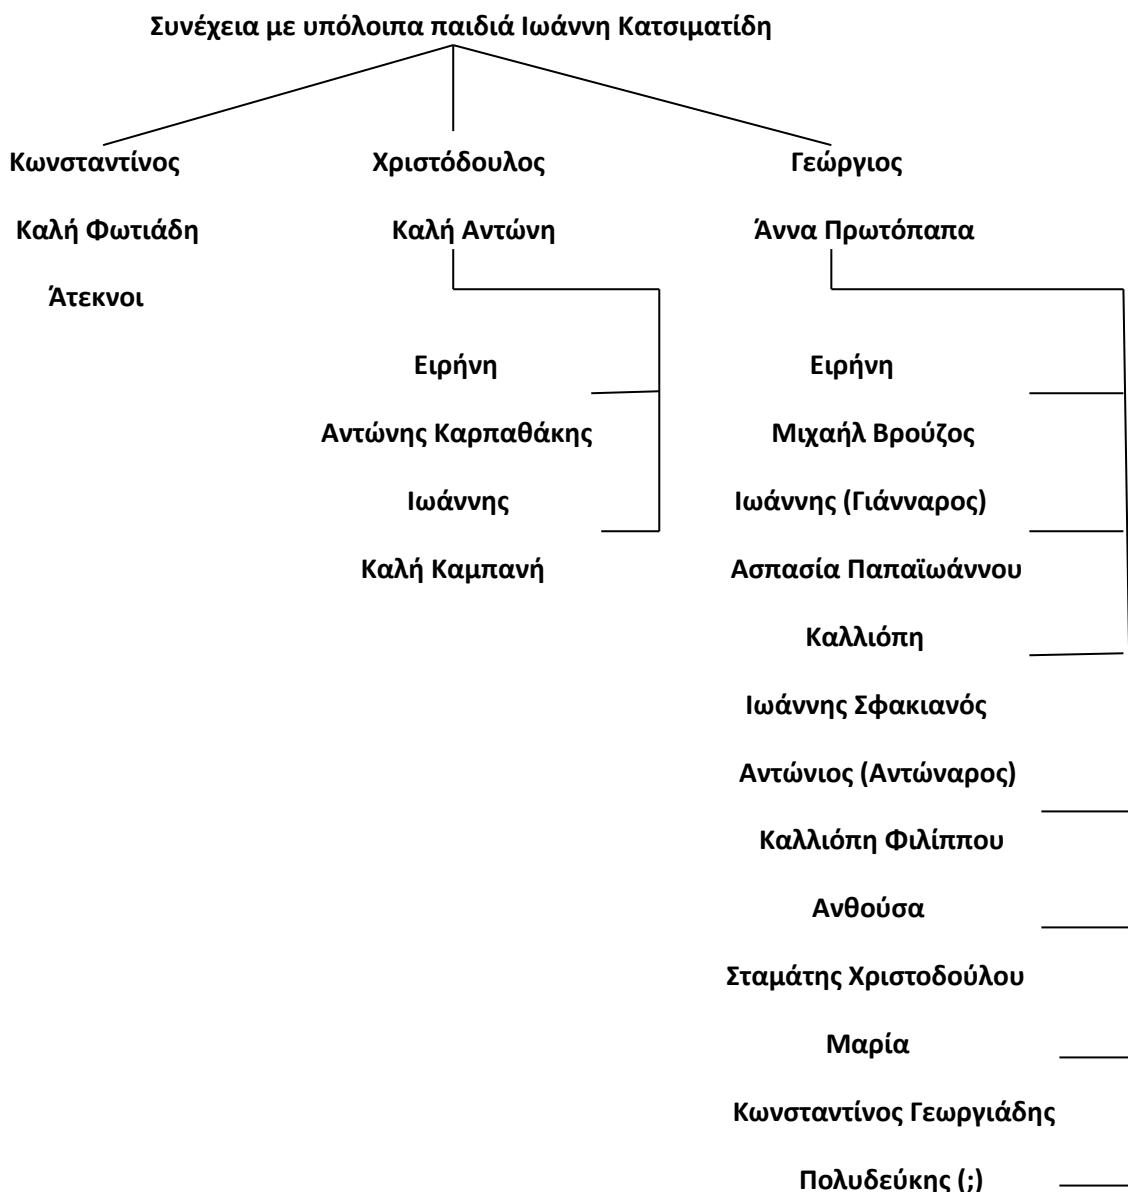 Συνέχεια με υπόλοιπα παιδιά Ιωάννη Κατσιματίδη
Κωνσταντίνος Χριστόδουλος Γεώργιος
Καλή Φωτιάδη Καλή Αντώνη Άννα Πρωτόπαπα
Άτεκνοι
Ειρήνη Ειρήνη
Αντώνης Καρπαθάκης Μιχαήλ Βρούζος
Ιωάννης Ιωάννης (Γιάνναρος)
Καλή Καμπανή Ασπασία Παπαϊωάννου
Καλλιόπη
Ιωάννης Σφακιανός
Αντώνιος (Αντώναρος)
Καλλιόπη Φιλίππου
Ανθούσα
Σταμάτης Χριστοδούλου
Μαρία
Κωνσταντίνος Γεωργιάδης
Πολυδεύκης (;)